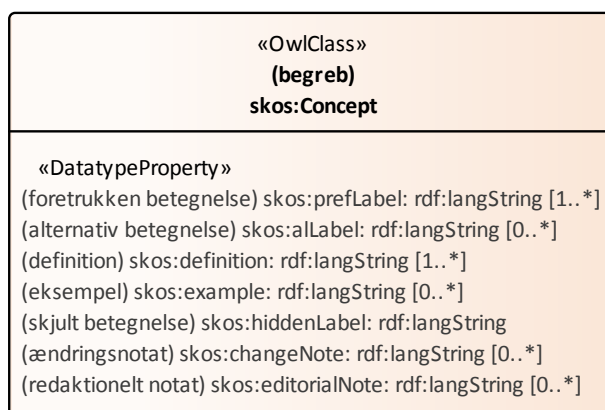 «OwlClass»
(begreb)
skos:Concept
«DatatypeProperty»
(foretrukken betegnelse) skos:prefLabel: rdf:langString [1..*]
(alternativ betegnelse) skos:alLabel: rdf:langString [0..*]
(definition) skos:definition: rdf:langString [1..*]
(eksempel) skos:example: rdf:langString [0..*]
(skjult betegnelse) skos:hiddenLabel: rdf:langString
(ændringsnotat) skos:changeNote: rdf:langString [0..*]
(redaktionelt notat) skos:editorialNote: rdf:langString [0..*]